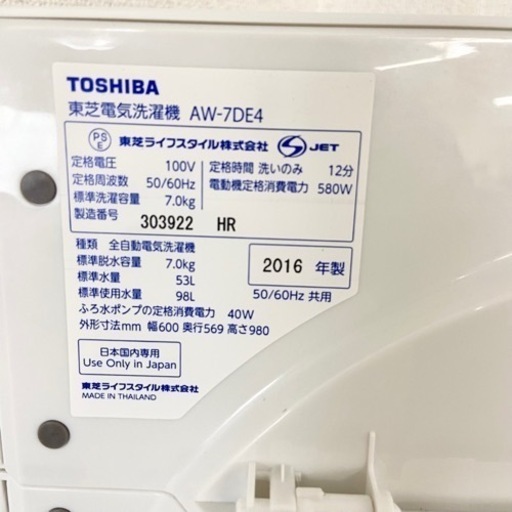 TOSHIBA
東芝電気洗濯機 AW-7DE4
PS E 東芝ライフスタイル株式会社 S JET
定格電圧 100V
定格周波数 50/60Hz
標準洗濯容量 7.0kg
製造番号 303922 HR
定格時間 洗いのみ 12分
電動機定格消費電力 580W
種類 全自動電気洗濯機
標準脱水容量 7.0kg
標準水量 53L
標準使用水量 98L
ふろ水ポンプの定格消費電力 40W
外形寸法mm 幅600 奥行569 高さ980
2016 年製
50/60Hz 共用
日本国内専用
Use Only in Japan
東芝ライフスタイル株式会社
MADE IN THAILAND